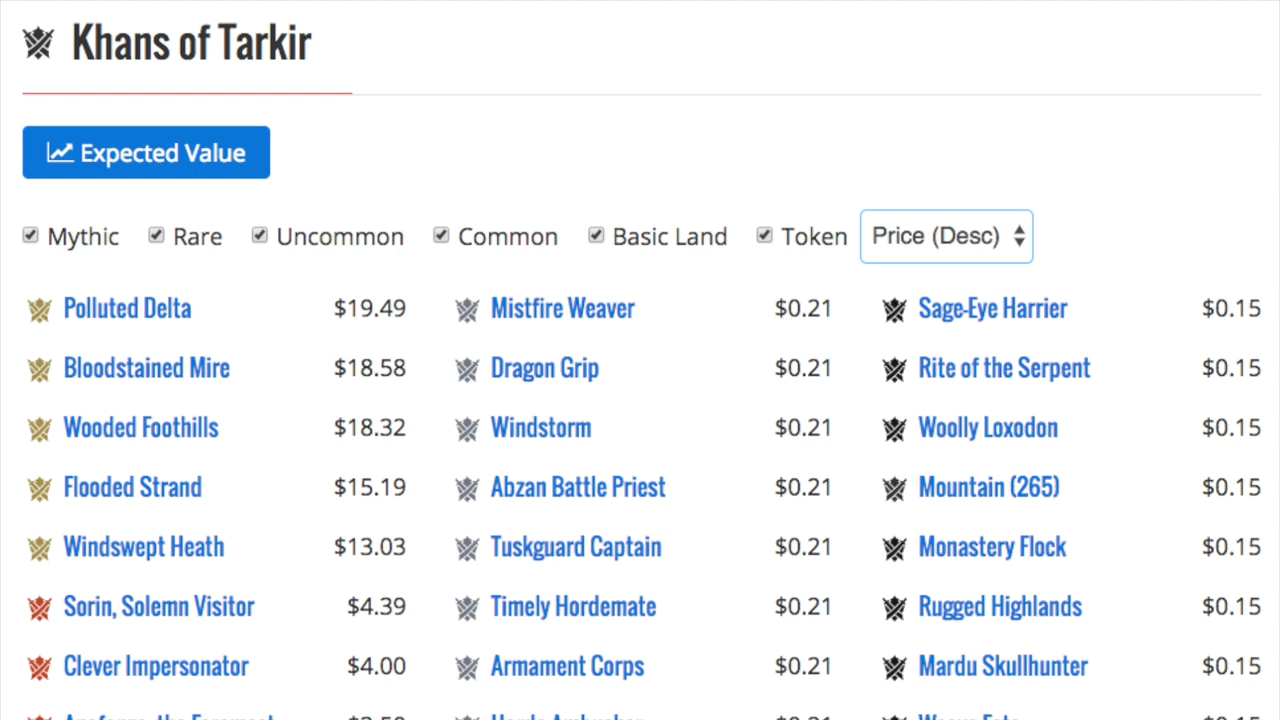 Khans of Tarkir
Expected Value
Mythic Rare Uncommon Common Basic Land Token Price (Desc)
Polluted Delta $19.49 Mistfire Weaver $0.21 Sage-Eye Harrier $0.15
Bloodstained Mire $18.58 Dragon Grip $0.21 Rite of the Serpent $0.15
Wooded Foothills $18.32 Windstorm $0.21 Woolly Loxodon $0.15
Flooded Strand $15.19 Abzan Battle Priest $0.21 Mountain (265) $0.15
Windswept Heath $13.03 Tuskguard Captain $0.21 Monastery Flock $0.15
Sorin, Solemn Visitor $4.39 Timely Hordemate $0.21 Rugged Highlands $0.15
Clever Impersonator $4.00 Armament Corps $0.21 Mardu Skullhunter $0.15